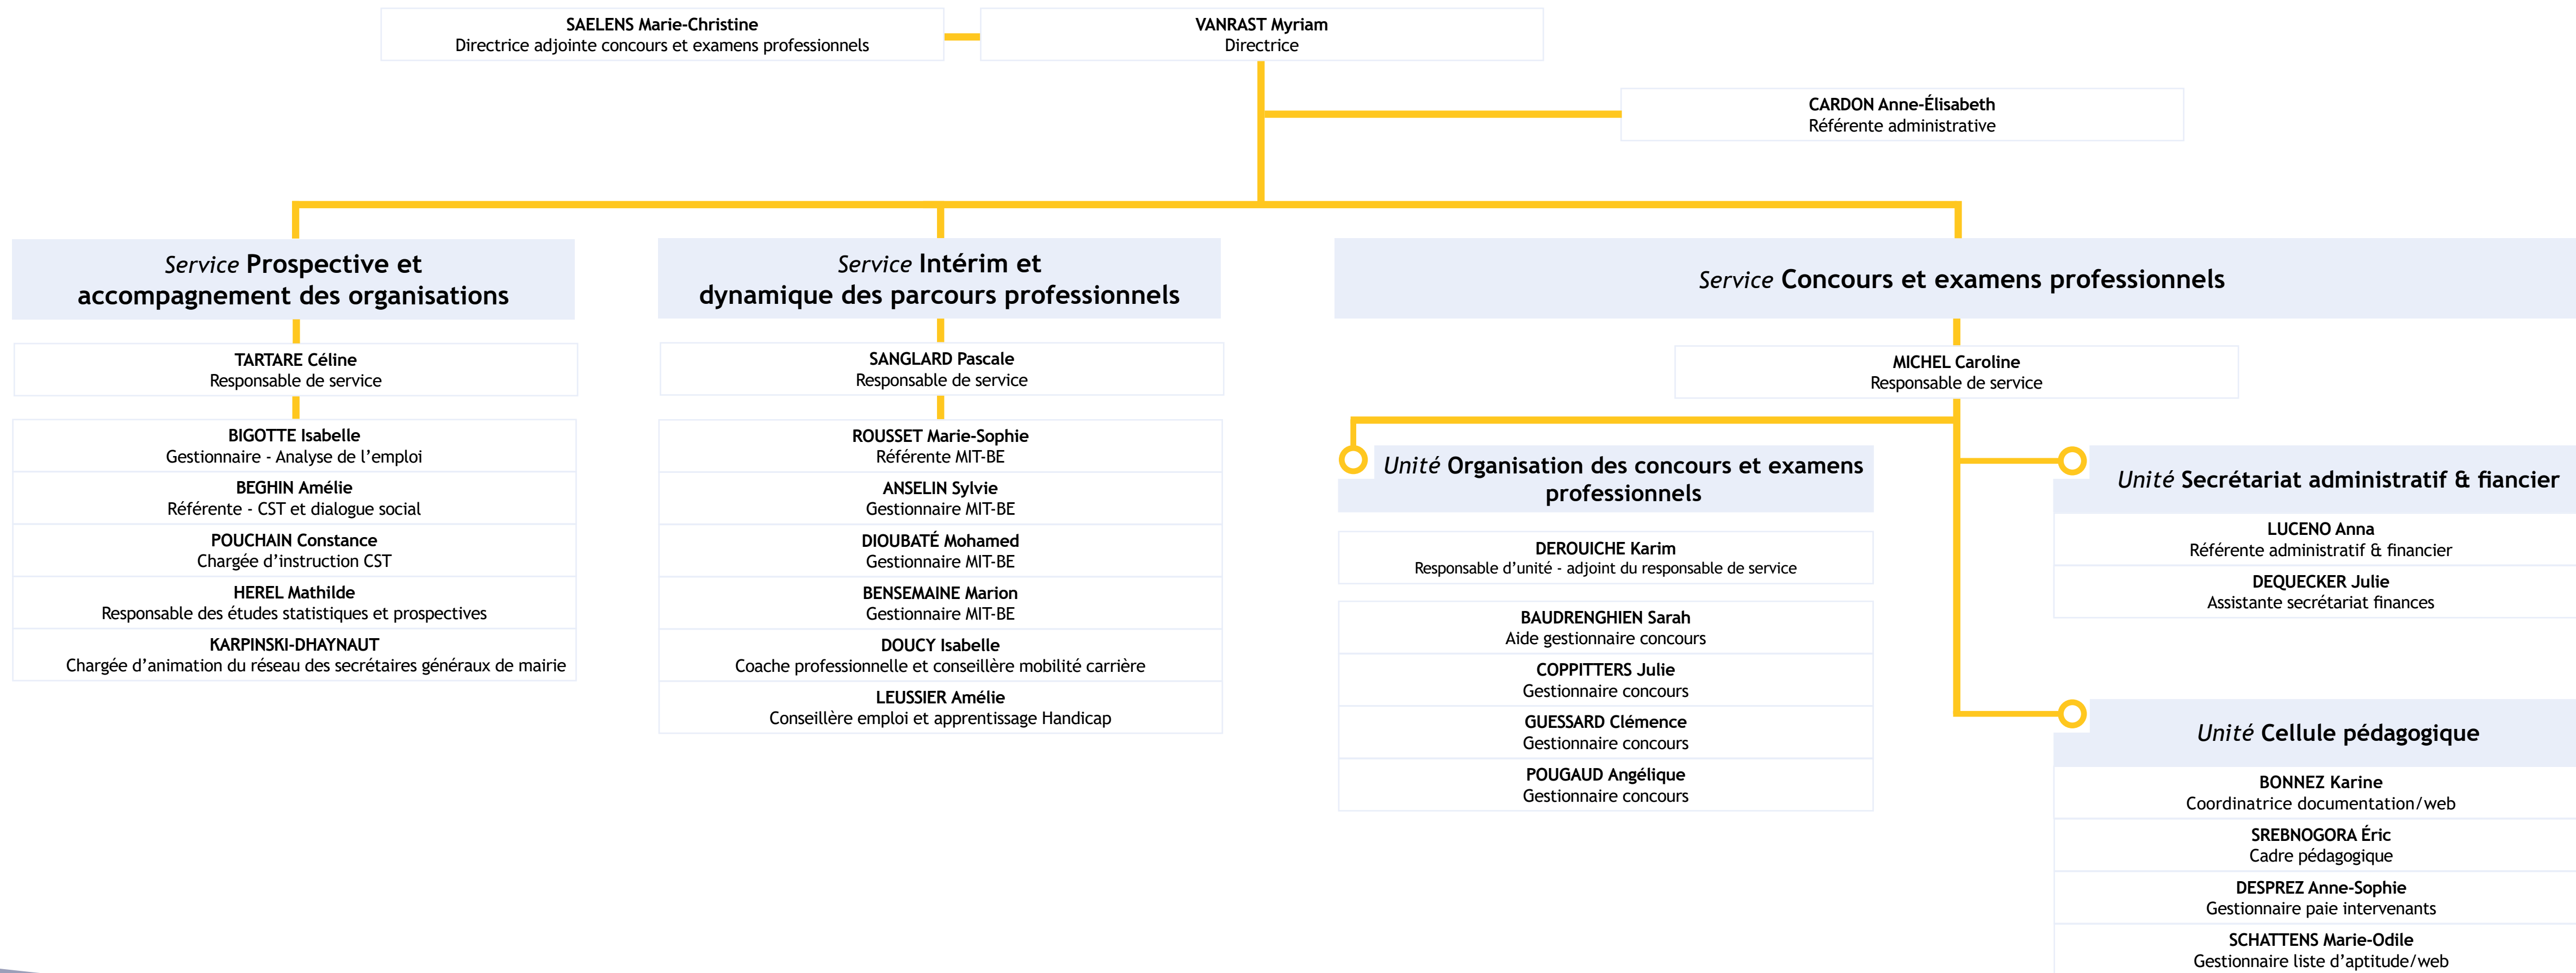 SAELENS Marie-Christine
Directrice adjointe concours et examens professionnels
VANRAST Myriam
Directrice
CARDON Anne-Élisabeth
Référente administrative
Service Prospective et
accompagnement des organisations
TARTARE Céline
Responsable de service
BIGOTTE Isabelle
Gestionnaire - Analyse de l’emploi
BEGHIN Amélie
Référente - CST et dialogue social
POUCHAIN Constance
Chargée d’instruction CST
HEREL Mathilde
Responsable des études statistiques et prospectives
KARPINSKI-DHAYNAUT
Chargée d’animation du réseau des secrétaires généraux de mairie
Service Intérim et
dynamique des parcours professionnels
SANGLARD Pascale
Responsable de service
ROUSSET Marie-Sophie
Référente MIT-BE
ANSELIN Sylvie
Gestionnaire MIT-BE
DIOUBATÉ Mohamed
Gestionnaire MIT-BE
BENSEMAINE Marion
Gestionnaire MIT-BE
DOUCY Isabelle
Coache professionnelle et conseillère mobilité carrière
LEUSSIER Amélie
Conseillère emploi et apprentissage Handicap
Service Concours et examens professionnels
MICHEL Caroline
Responsable de service
Unité Organisation des concours et examens
professionnels
DEROUICHE Karim
Responsable d’unité - adjoint du responsable de service
BAUDRENGHIEN Sarah
Aide gestionnaire concours
COPPITTERS Julie
Gestionnaire concours
GUESSARD Clémence
Gestionnaire concours
POUGAUD Angélique
Gestionnaire concours
Unité Secrétariat administratif & fiancier
LUCENO Anna
Référente administratif & financier
DEQUECKER Julie
Assistante secrétariat finances
Unité Cellule pédagogique
BONNEZ Karine
Coordinatrice documentation/web
SREBNOGORA Éric
Cadre pédagogique
DESPREZ Anne-Sophie
Gestionnaire paie intervenants
SCHATTENS Marie-Odile
Gestionnaire liste d’aptitude/web